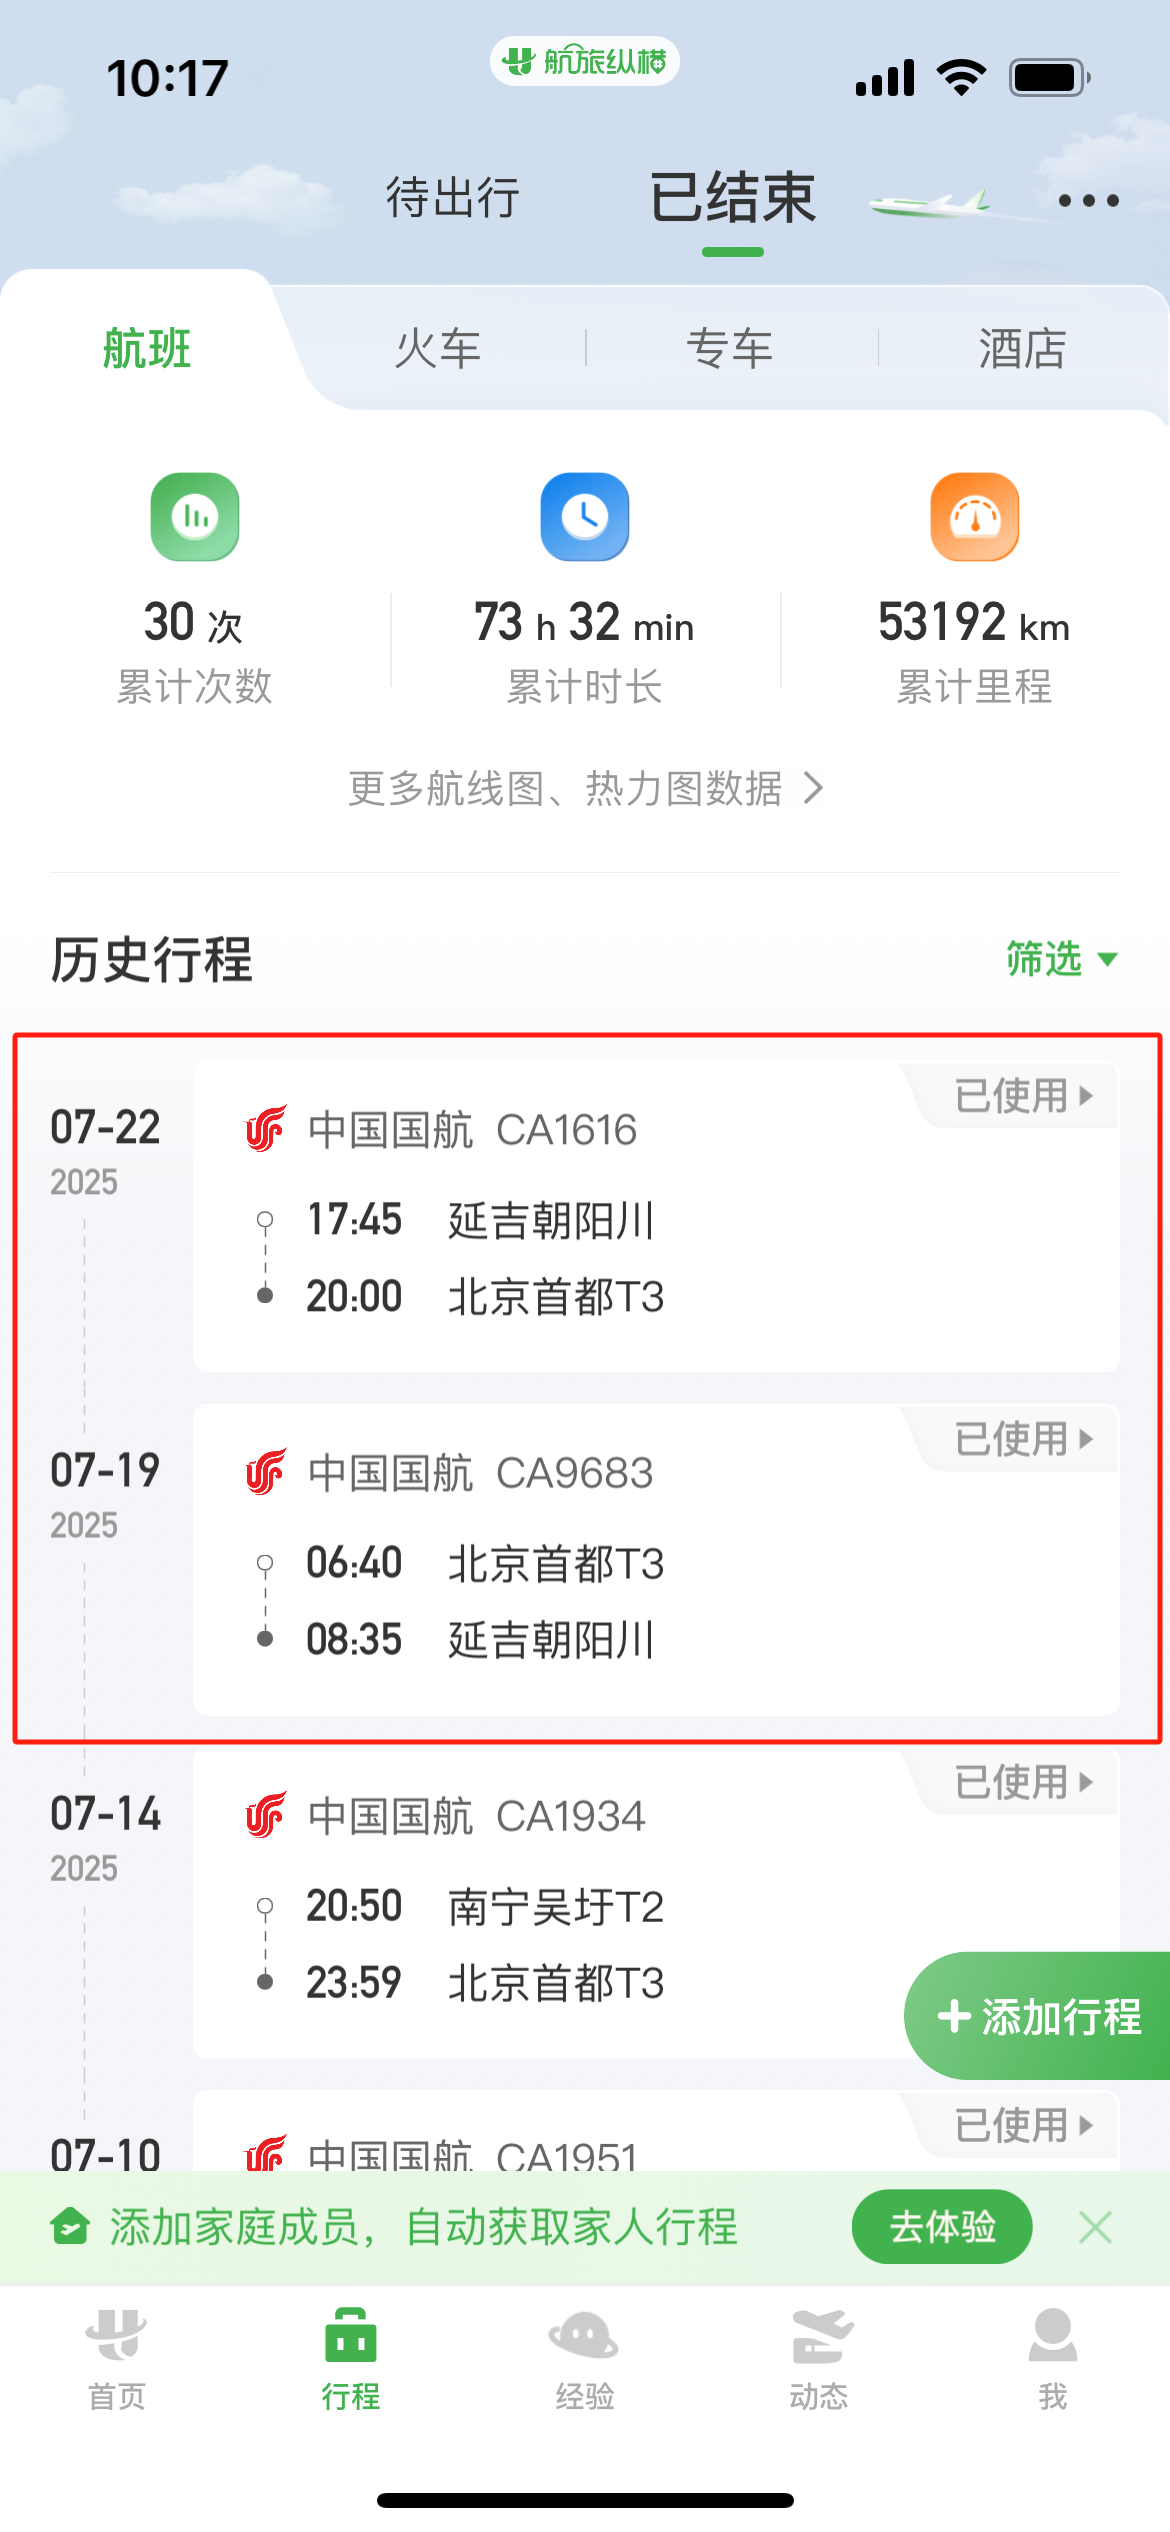 10:17
航旅纵横
待出行
已结束
航班
火车
专车
酒店
30 次
73 h 32 min
53192 km
累计次数
累计时长
累计里程
更多航线图、热力图数据
历史行程
筛选
已使用
07-22
2025
中国国航 CA1616
17:45 延吉朝阳川
20:00 北京首都T3
已使用
07-19
2025
中国国航 CA9683
06:40 北京首都T3
08:35 延吉朝阳川
已使用
07-14
2025
中国国航 CA1934
20:50 南宁吴圩T2
23:59 北京首都T3
添加行程
已使用
07-10
中国国航 CA1951
添加家庭成员，自动获取家人行程
去体验
首页
行程
经验
动态
我